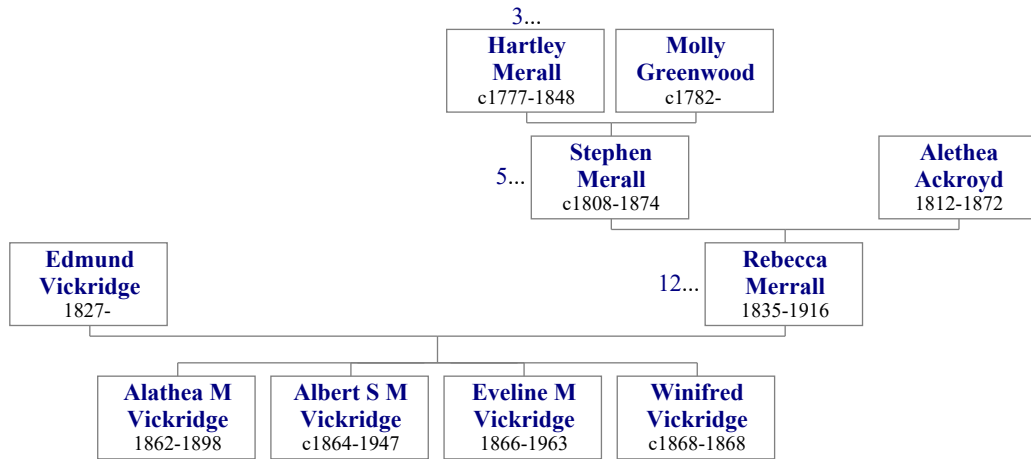 3...
Hartley
Merall
c1777-1848
Molly
Greenwood
c1782-
5...
Stephen
Merall
c1808-1874
Alethea
Ackroyd
1812-1872
Edmund
Vickridge
1827-
12...
Rebecca
Merrall
1835-1916
Alathea M
Vickridge
1862-1898
Albert S M
Vickridge
c1864-1947
Eveline M
Vickridge
1866-1963
Winifred
Vickridge
c1868-1868